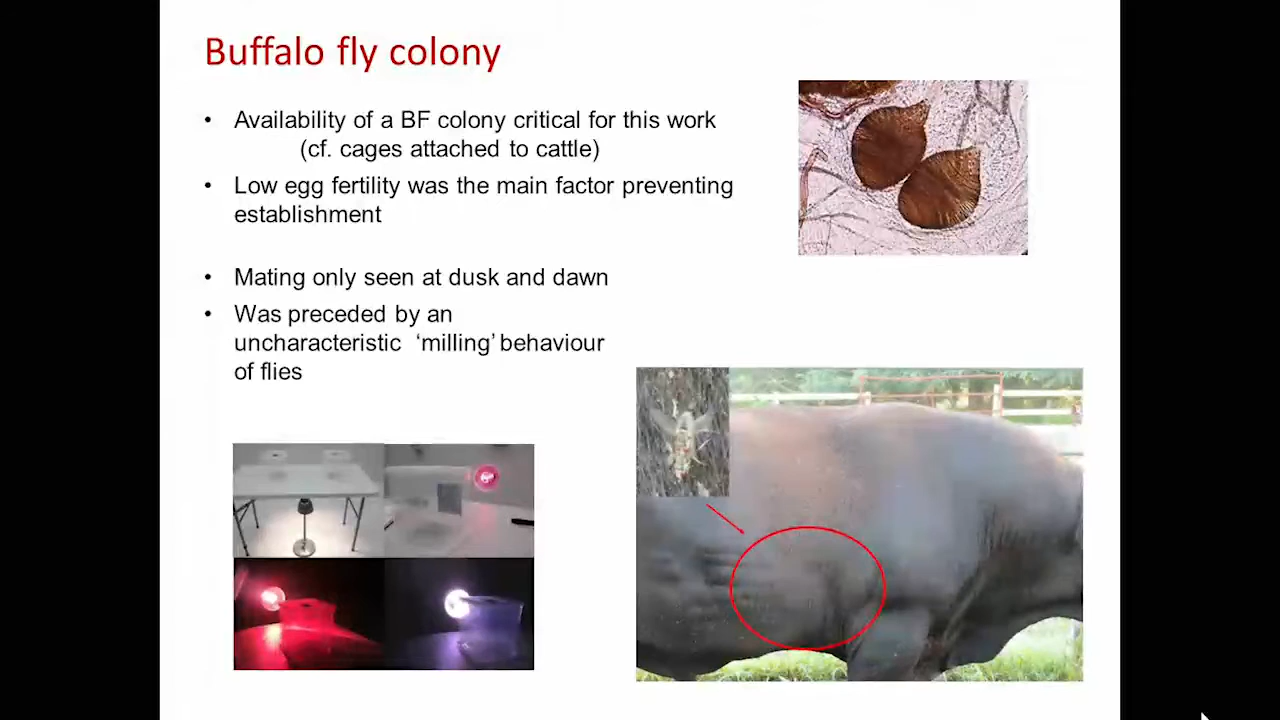 Buffalo fly colony
• Availability of a BF colony critical for this work
(cf. cages attached to cattle)
• Low egg fertility was the main factor preventing
establishment
• Mating only seen at dusk and dawn
• Was preceded by an
uncharacteristic ‘milling’ behaviour
of flies